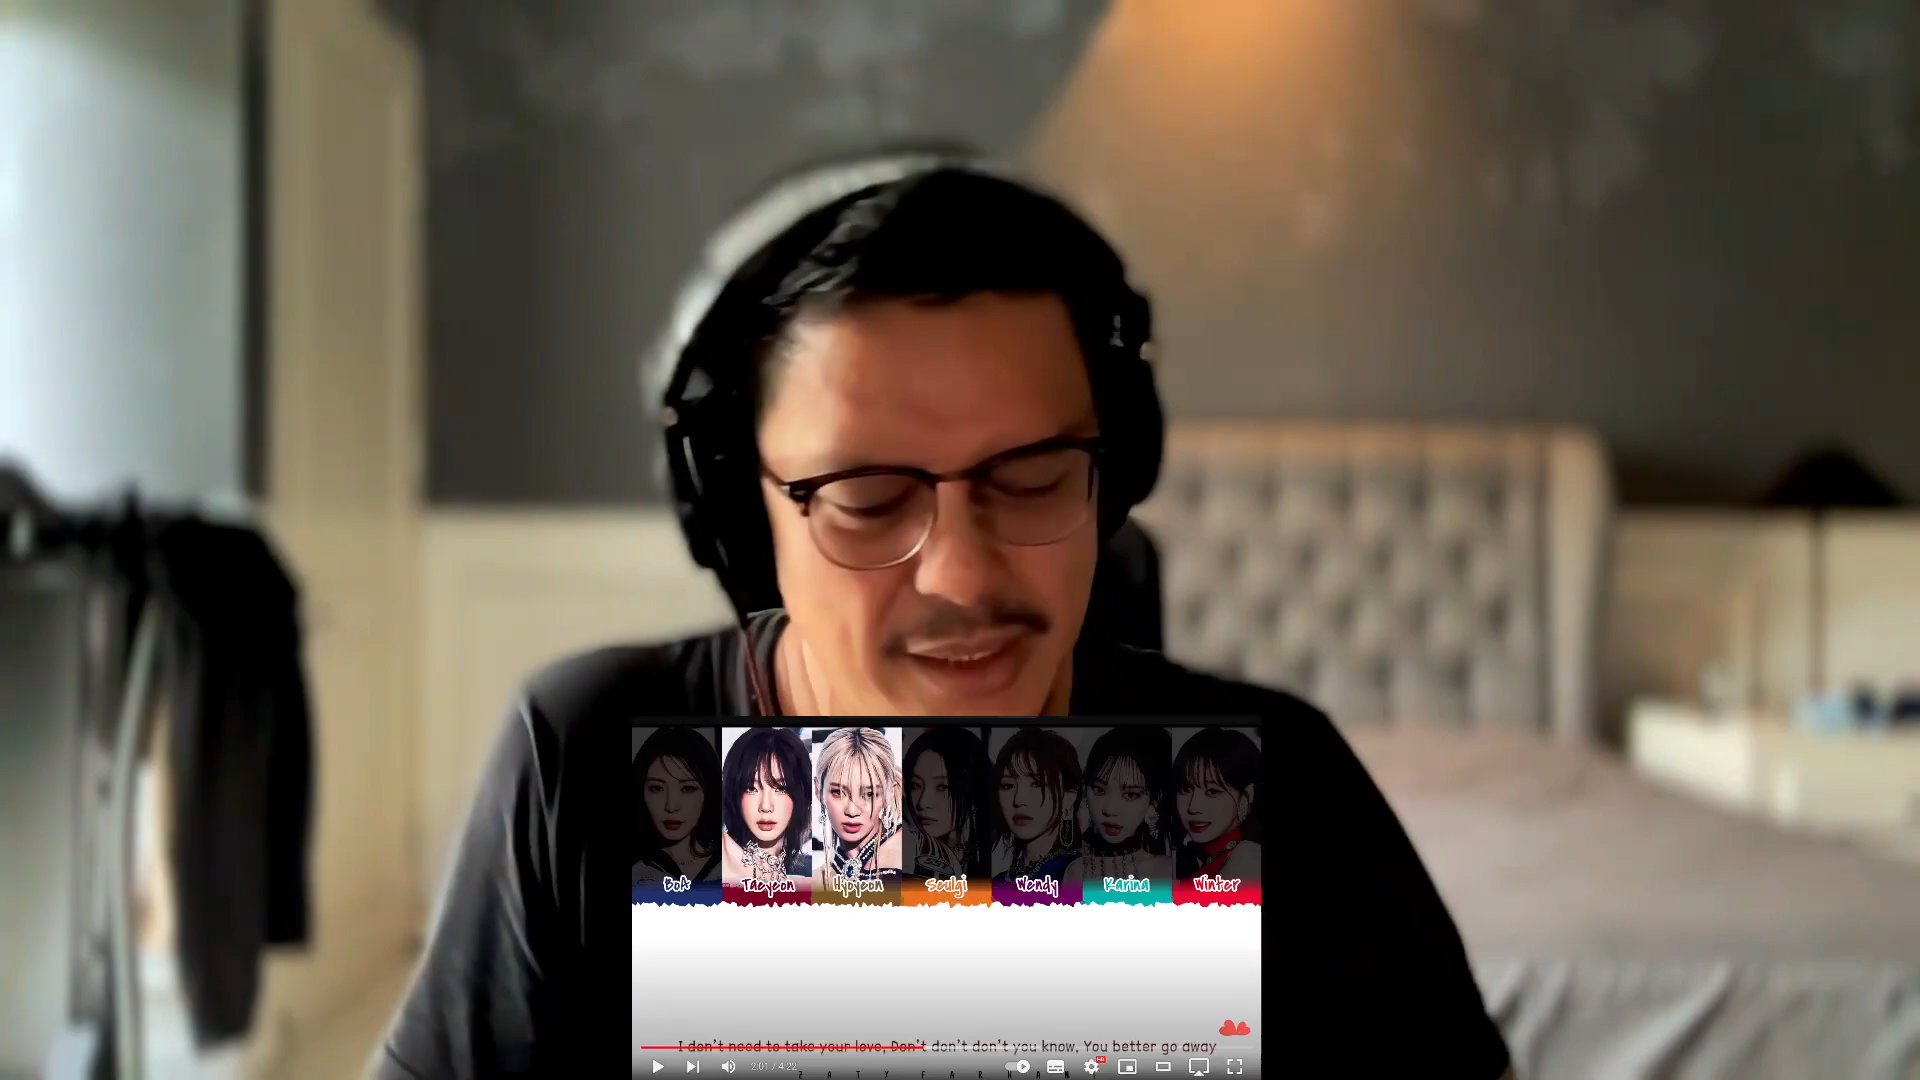 BoA Taeyeon Hyoyeon Seulgi Wendy Karina Winter
I don't need to take your love, Don't don't don't you know, You better go away
2:01 / 4:22
HD
Z A T Y F A R H A N I